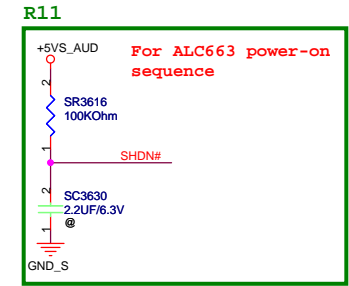 R11
+5VS_AUD
For ALC663 power-on
sequence
2
SR3616
100KOhm
1
SHDN#
2
SC3630
2.2UF/6.3V
@
1
GND_S